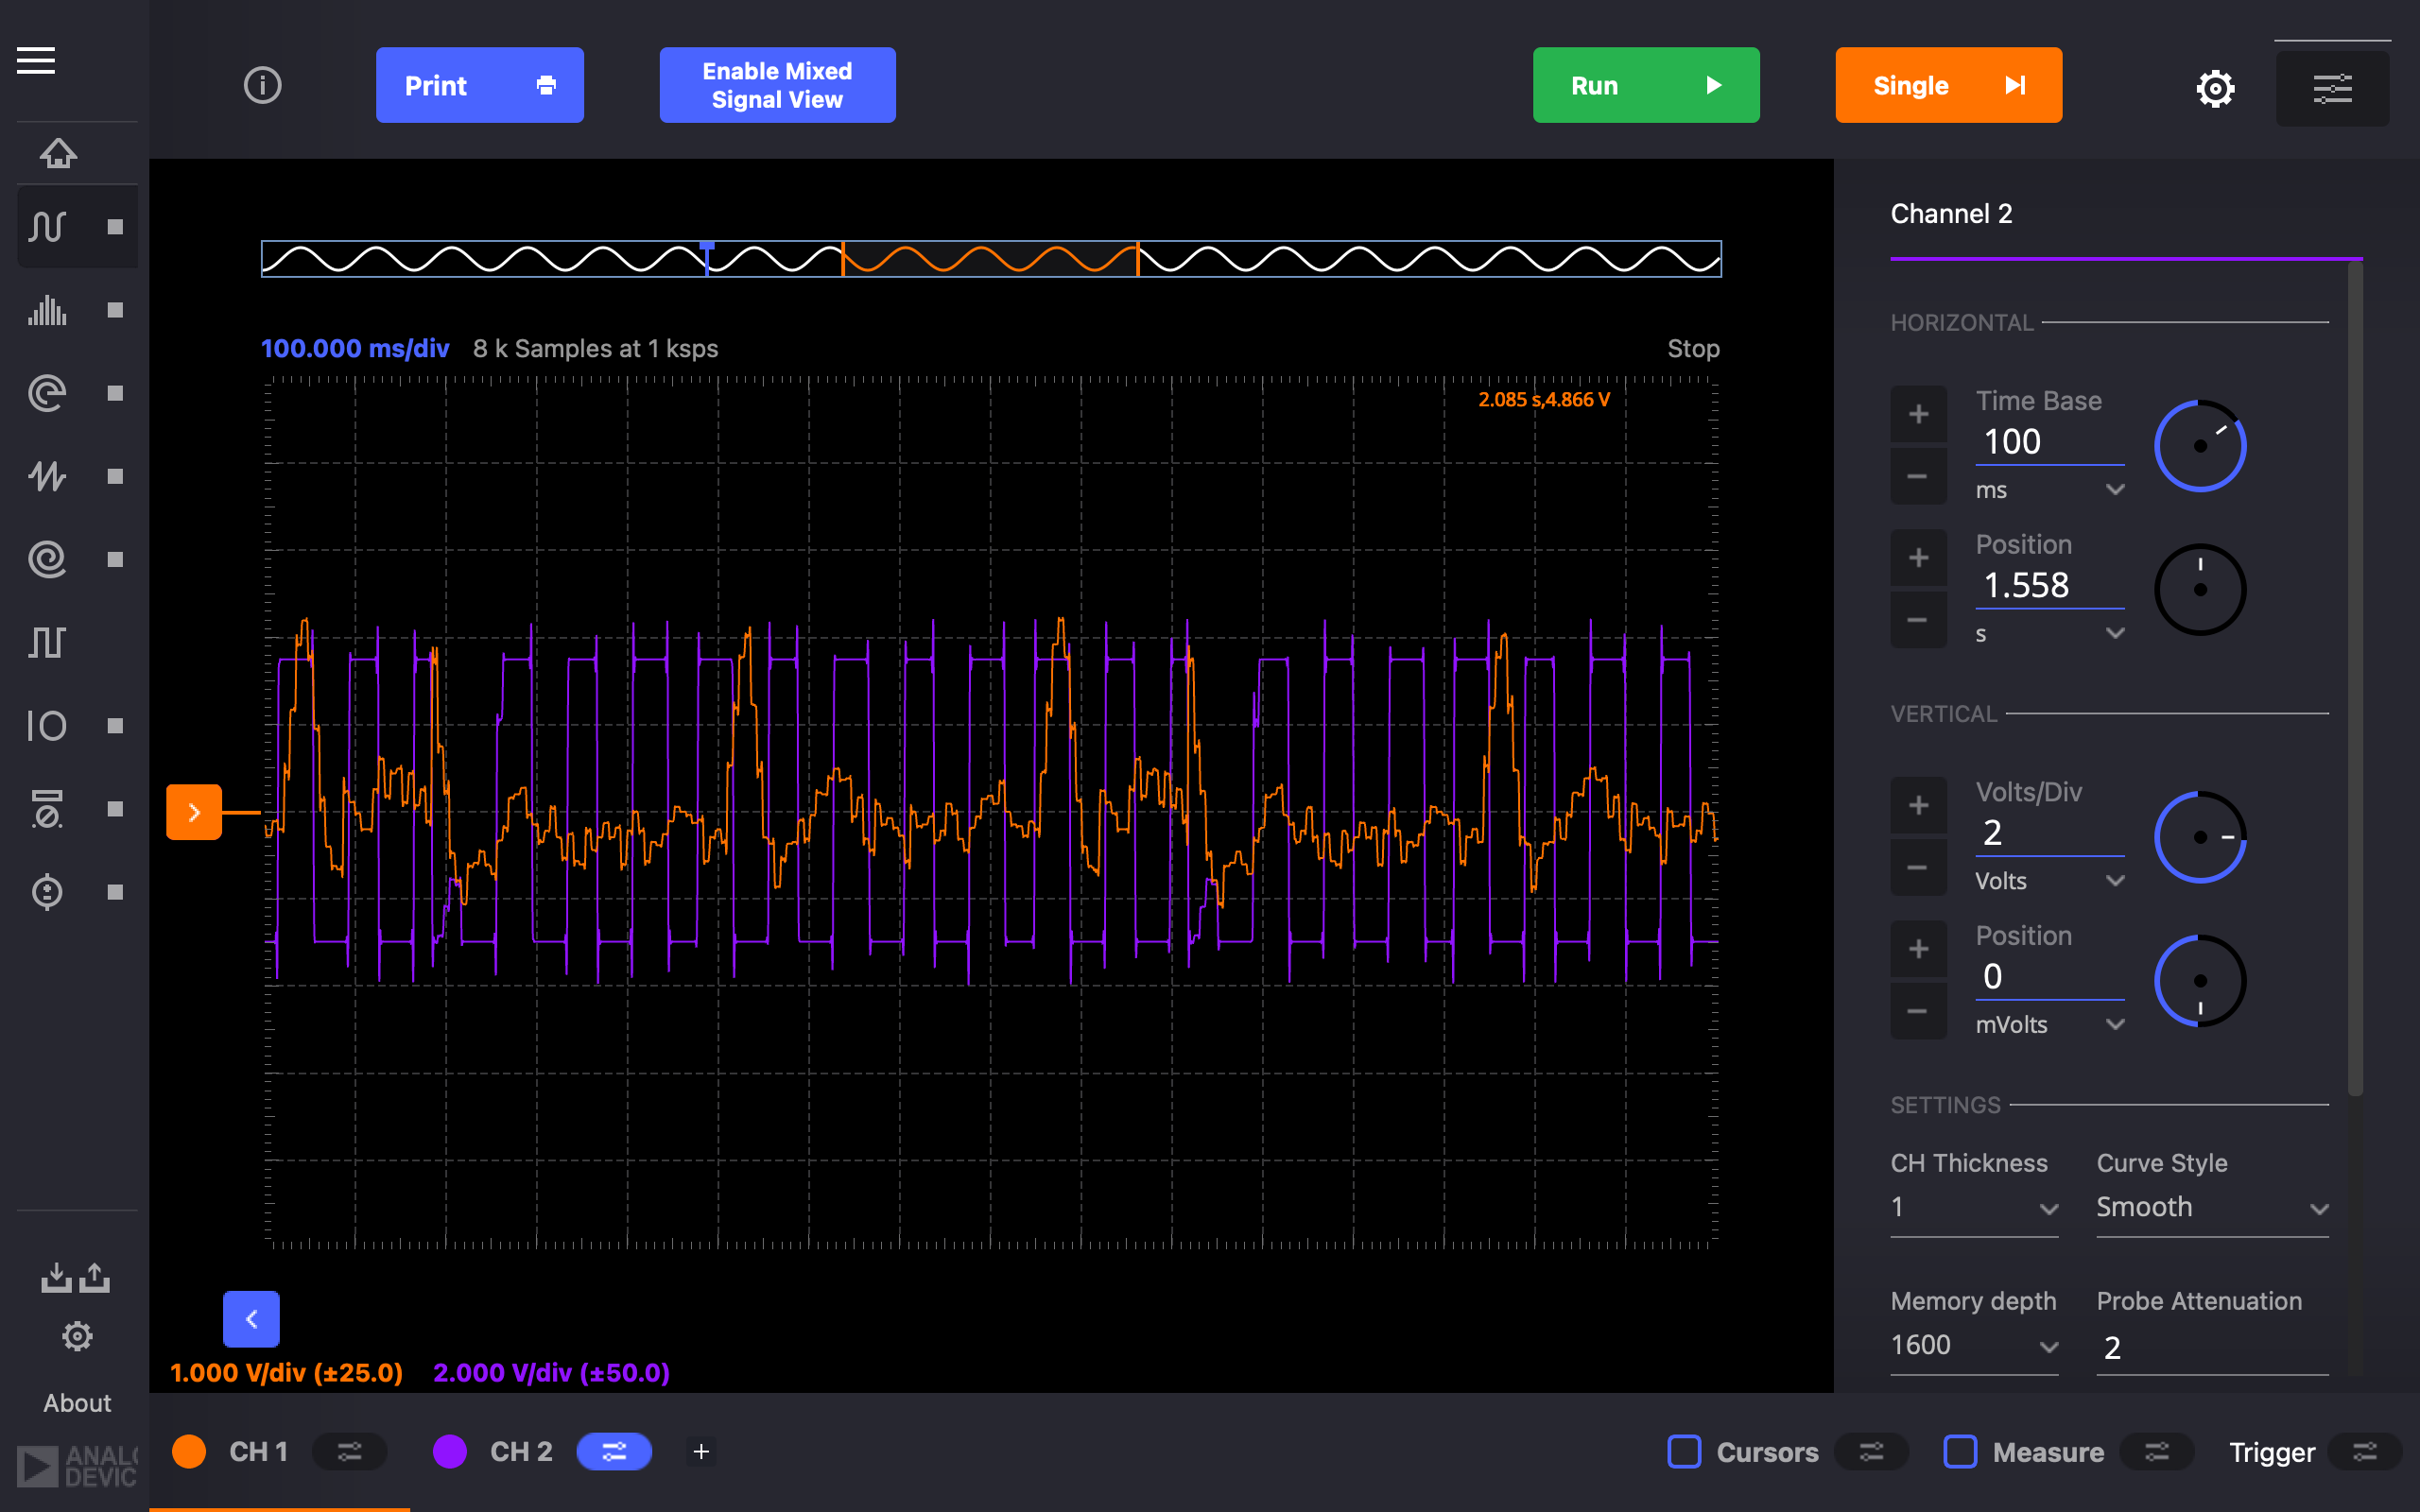 Print
Enable Mixed
Signal View
Run
Single
Channel 2
HORIZONTAL
100.000 ms/div 8 k Samples at 1 ksps Stop
2.085 s,4.866 V
Time Base
100
ms
Position
1.558
s
VERTICAL
Volts/Div
2
Volts
Position
0
mVolts
SETTINGS
CH Thickness Curve Style
1 Smooth
Memory depth Probe Attenuation
1600 2
1.000 V/div (±25.0) 2.000 V/div (±50.0)
About
CH 1 CH 2 + Cursors Measure Trigger
ANALO
DEVIC